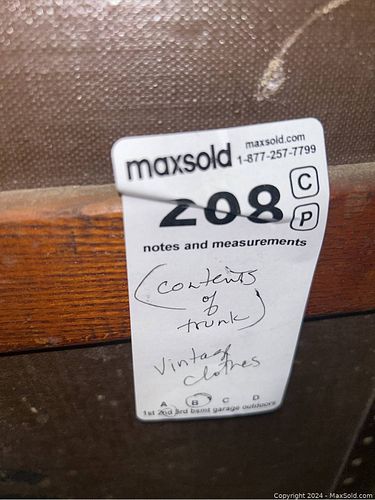 maxsold maxsold.com
1-877-257-7799
208 C
P
notes and measurements
(contents
of
trunk)
vintage
clothes
A B C D
1st 2nd 3rd bsmt garage outdoors
Copyright 2024 - MaxSold.com